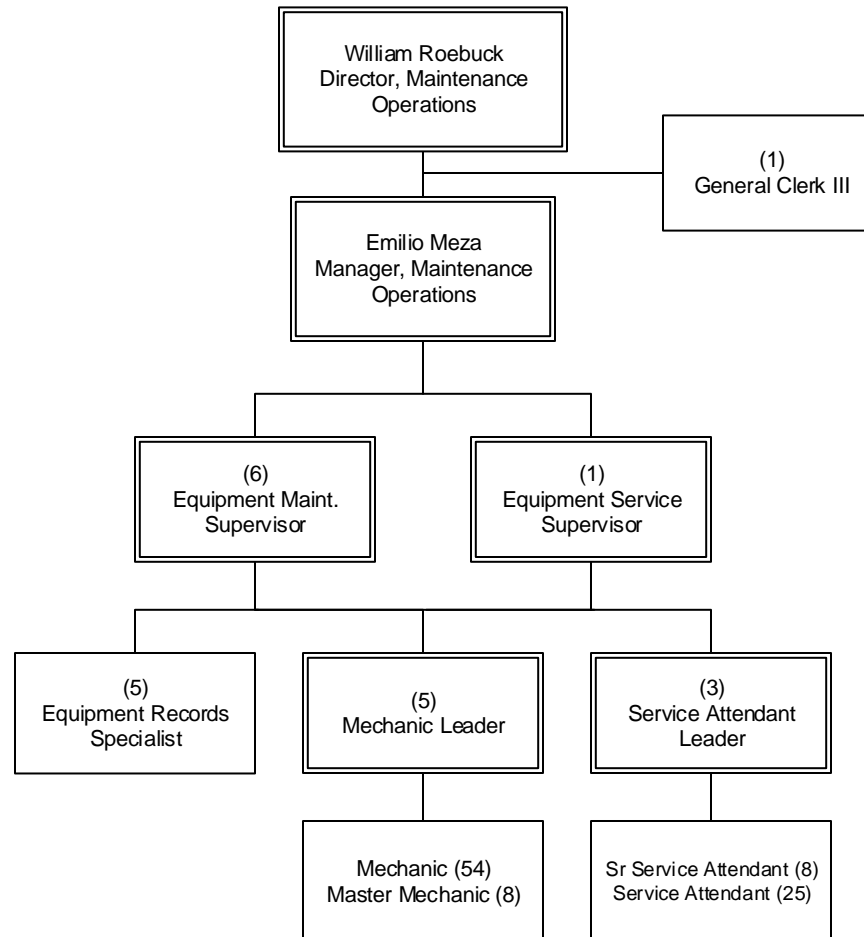 William Roebuck
Director, Maintenance
Operations
(1)
General Clerk III
Emilio Meza
Manager, Maintenance
Operations
(6)
Equipment Maint.
Supervisor
(1)
Equipment Service
Supervisor
(5)
Equipment Records
Specialist
(5)
Mechanic Leader
(3)
Service Attendant
Leader
Mechanic (54)
Master Mechanic (8)
Sr Service Attendant (8)
Service Attendant (25)